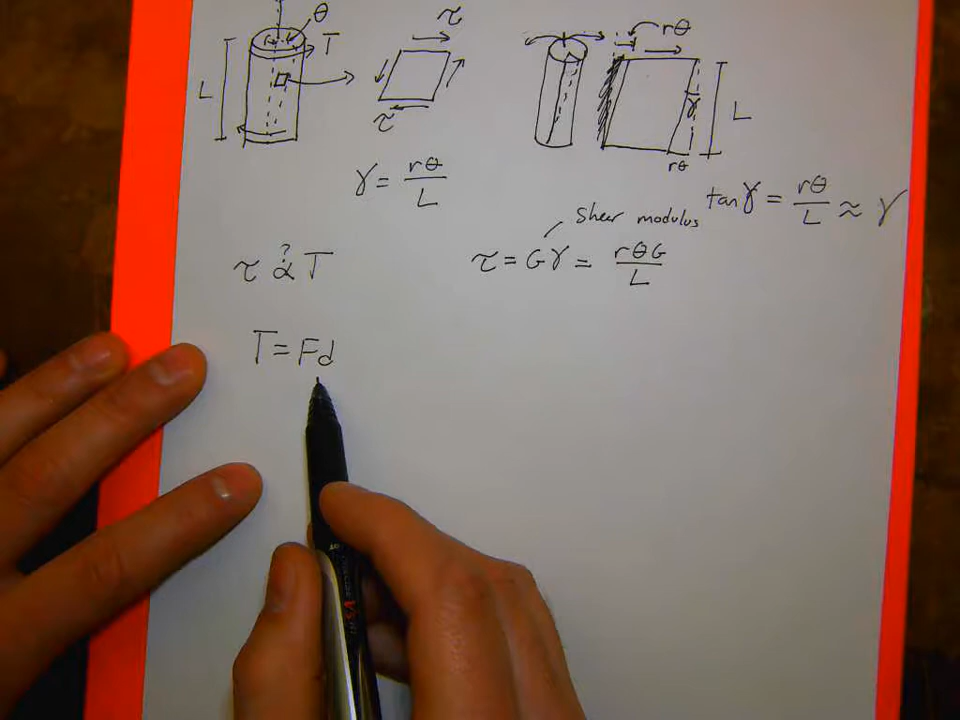 θ
T
L
τ
τ
rθ
γ
L
rθ
γ = rθ/L
tan γ = rθ/L ≈ γ
Shear modulus
τ = Gγ = rθG/L
?
τ α T
T = Fd